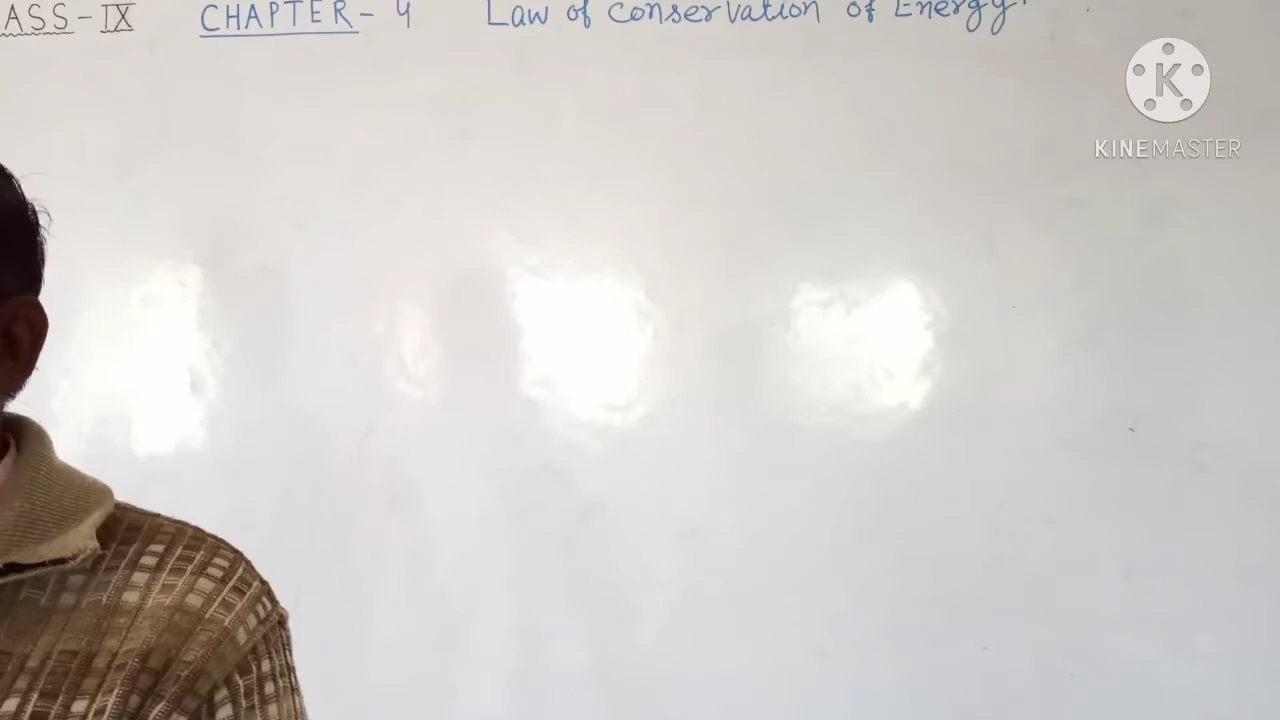 ASS - IX CHAPTER - 4 Law of Conservation of Energy
K
KINEMASTER